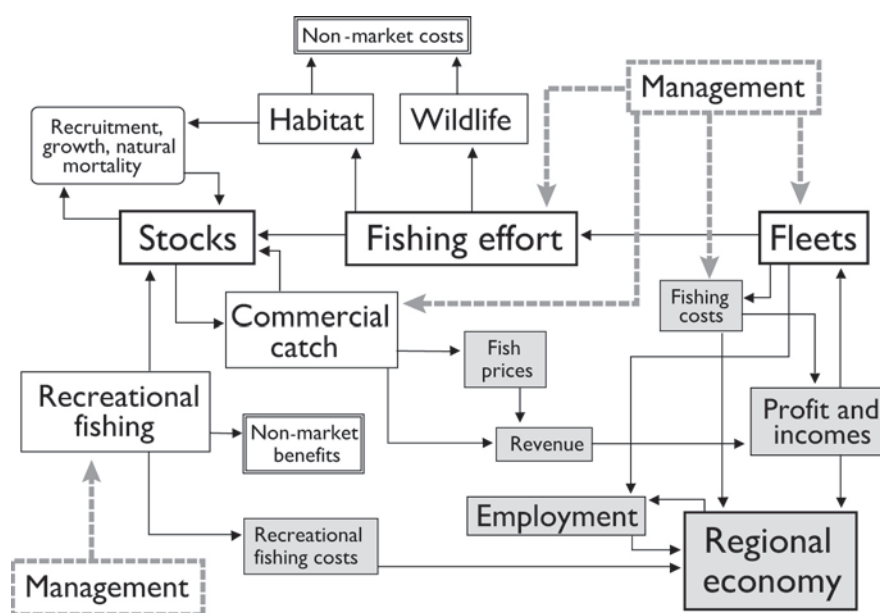 Non-market costs
Management
Habitat
Wildlife
Recruitment,
growth, natural
mortality
Stocks
Fishing effort
Fleets
Fishing
costs
Commercial
catch
Fish
prices
Recreational
fishing
Profit and
incomes
Non-market
benefits
Revenue
Employment
Recreational
fishing costs
Regional
economy
Management